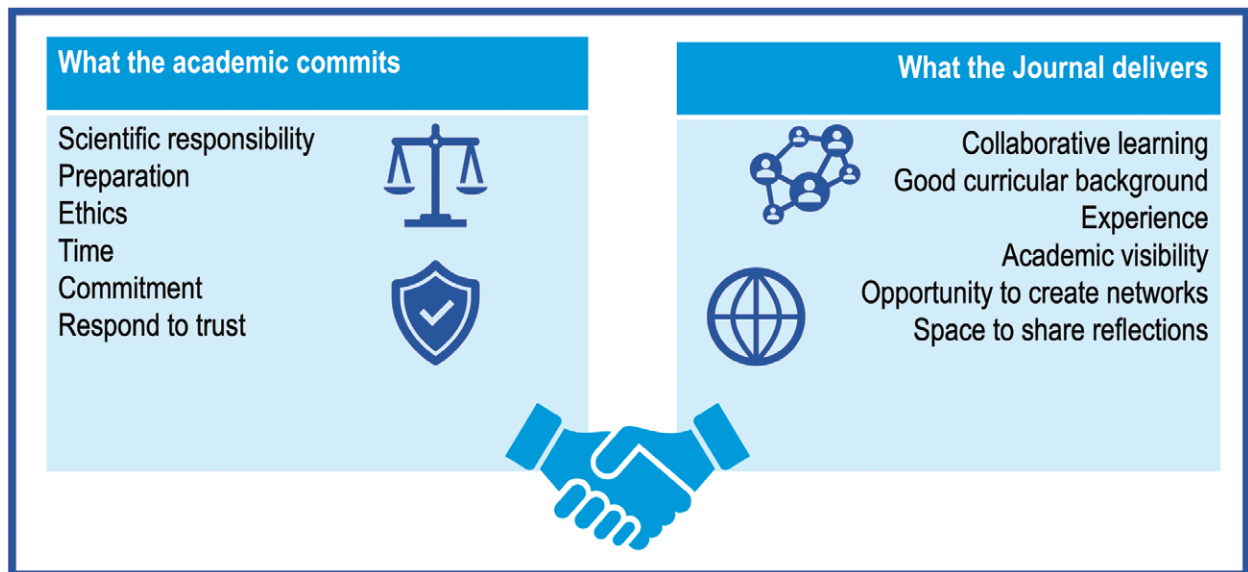 What the academic commits
Scientific responsibility
Preparation
Ethics
Time
Commitment
Respond to trust
What the Journal delivers
Collaborative learning
Good curricular background
Experience
Academic visibility
Opportunity to create networks
Space to share reflections